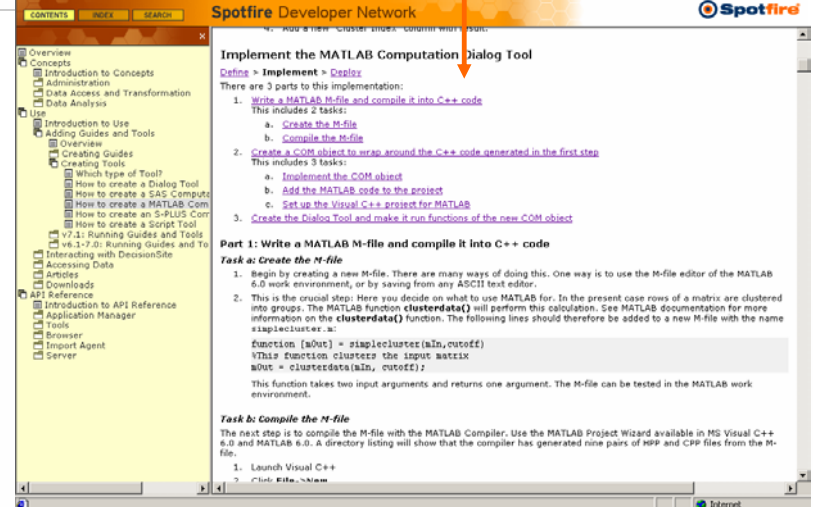 CONTENTS INDEX SEARCH
Spotfire Developer Network
Spotfire
x
Overview
Concepts
Introduction to Concepts
Administration
Data Access and Transformation
Data Analysis
Use
Introduction to Use
Adding Guides and Tools
Overview
Creating Guides
Creating Tools
Which type of Tool?
How to create a Dialog Tool
How to create a SAS Computa
How to create a MATLAB Com
How to create an S-PLUS Com
How to create a Script Tool
v7.1: Running Guides and Tools
v6.1-7.0: Running Guides and To
Interacting with DecisionSite
Accessing Data
Articles
Downloads
API Reference
Introduction to API Reference
Application Manager
Tools
Browser
Import Agent
Server
4. Add a new "Cluster Index" column with result.
Implement the MATLAB Computation Dialog Tool
Define > Implement > Deploy
There are 3 parts to this implementation:
1. Write a MATLAB M-file and compile it into C++ code
This includes 2 tasks:
a. Create the M-file
b. Compile the M-file
2. Create a COM object to wrap around the C++ code generated in the first step
This includes 3 tasks:
a. Implement the COM object
b. Add the MATLAB code to the project
c. Set up the Visual C++ project for MATLAB
3. Create the Dialog Tool and make it run functions of the new COM object
Part 1: Write a MATLAB M-file and compile it into C++ code
Task a: Create the M-file
1. Begin by creating a new M-file. There are many ways of doing this. One way is to use the M-file editor of the MATLAB
6.0 work environment, or by saving from any ASCII text editor.
2. This is the crucial step: Here you decide on what to use MATLAB for. In the present case rows of a matrix are clustered
into groups. The MATLAB function clusterdata() will perform this calculation. See MATLAB documentation for more
information on the clusterdata() function. The following lines should therefore be added to a new M-file with the name
simplecluster.m:
function [mOut] = simplecluster(mIn,cutoff)
%This function clusters the input matrix
mOut = clusterdata(mIn, cutoff);
This function takes two input arguments and returns one argument. The M-file can be tested in the MATLAB work
environment.
Task b: Compile the M-file
The next step is to compile the M-file with the MATLAB Compiler. Use the MATLAB Project Wizard available in MS Visual C++
6.0 and MATLAB 6.0. A directory listing will show that the compiler has generated nine pairs of HPP and CPP files from the M-
file.
1. Launch Visual C++
2. Click File->New
Internet